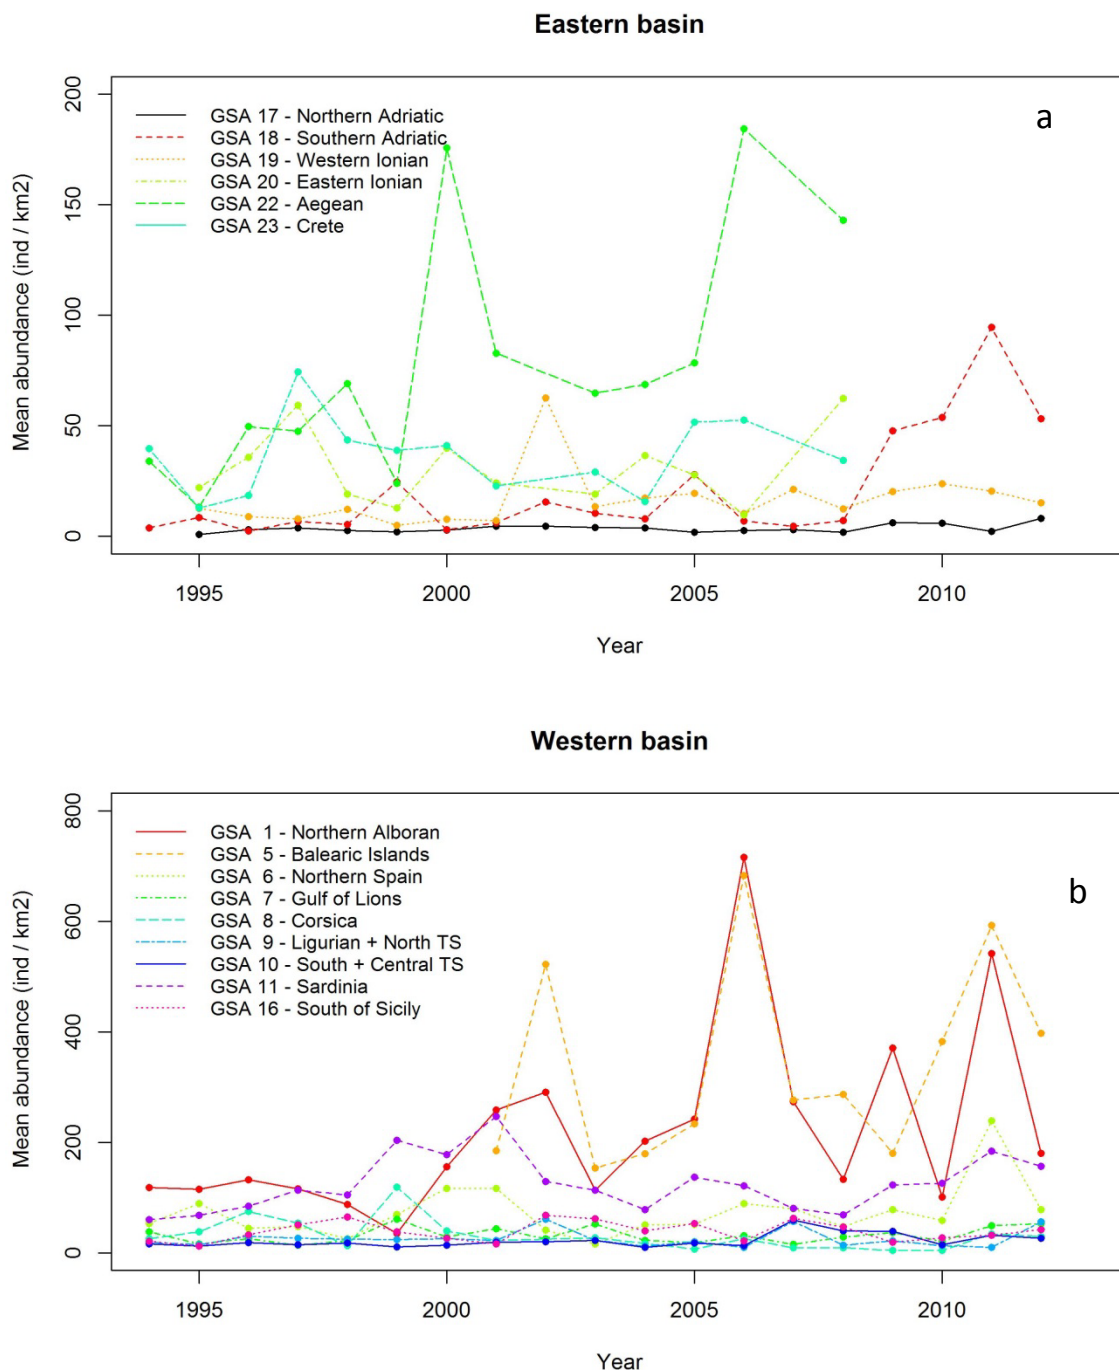 Eastern basin
a
GSA 17 - Northern Adriatic
GSA 18 - Southern Adriatic
GSA 19 - Western Ionian
GSA 20 - Eastern Ionian
GSA 22 - Aegean
GSA 23 - Crete
Mean abundance (ind / km2)
200
150
100
50
0
1995 2000 2005 2010
Year
Western basin
b
GSA 1 - Northern Alboran
GSA 5 - Balearic Islands
GSA 6 - Northern Spain
GSA 7 - Gulf of Lions
GSA 8 - Corsica
GSA 9 - Ligurian + North TS
GSA 10 - South + Central TS
GSA 11 - Sardinia
GSA 16 - South of Sicily
Mean abundance (ind / km2)
800
600
400
200
0
1995 2000 2005 2010
Year